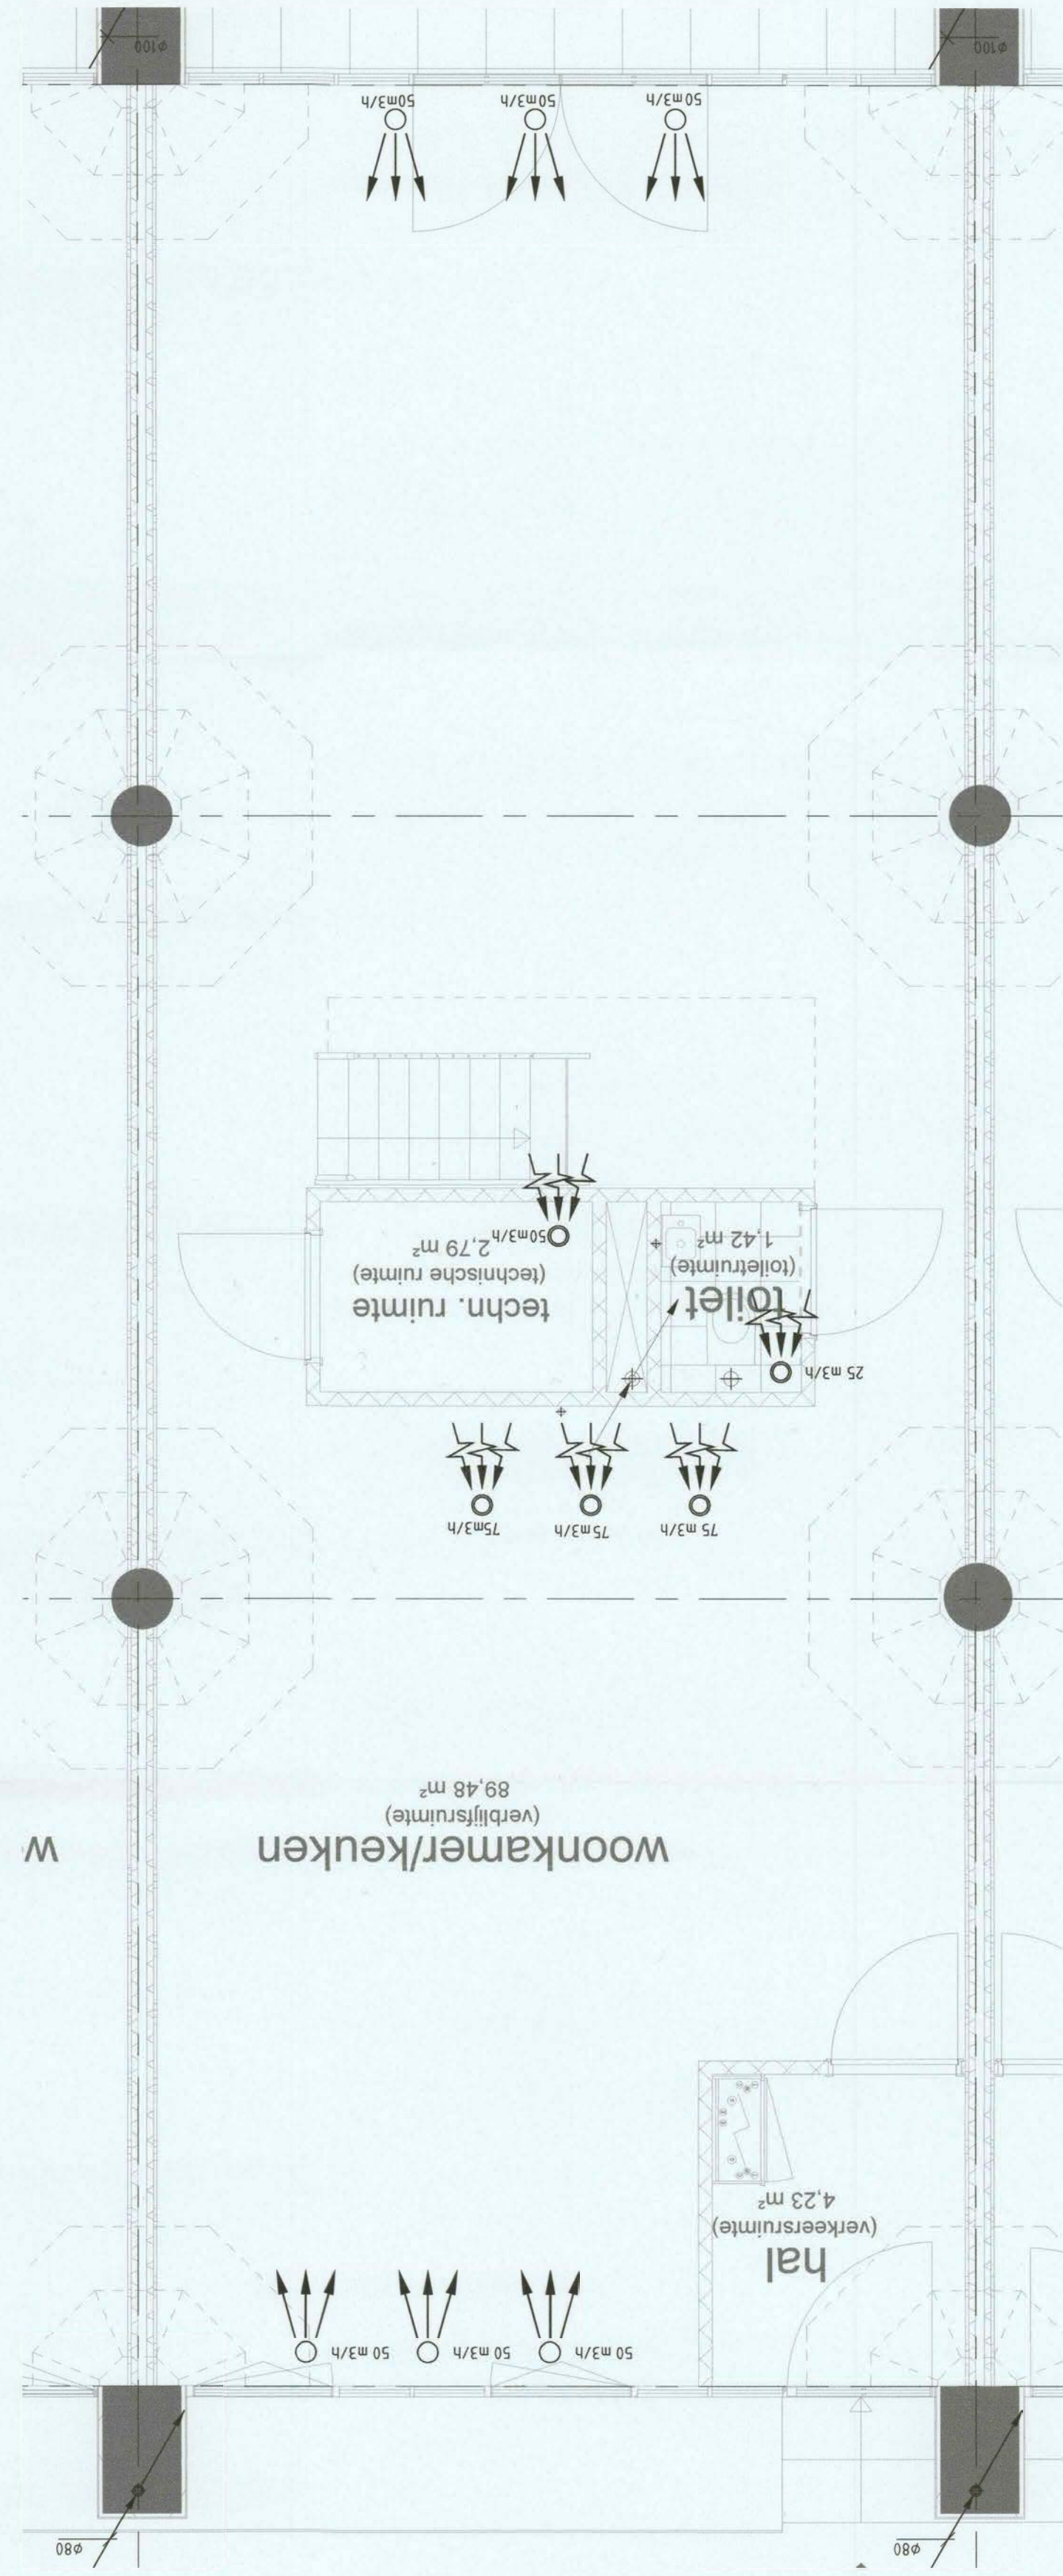 ø80
ø80
50 m3/h
50 m3/h
50 m3/h
hal
(verkeersruimte)
4,23 m²
woonkamer/keuken
(verblijfsruimte)
89,48 m²
w
75 m3/h
75 m3/h
75m3/h
25 m3/h
toilet
(toiletruimte)
1,42 m²
techn. ruimte
(technische ruimte)
2,79 m²
50m3/h
50m3/h
50m3/h
50m3/h
ø100
ø100